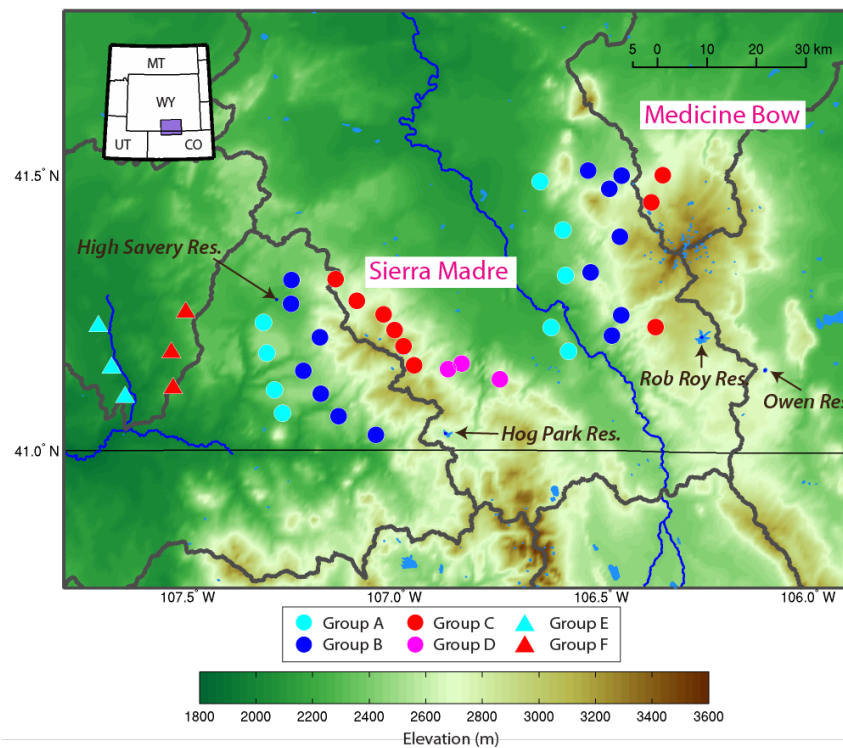 5 0 10 20 30 km
MT
WY
UT
CO
Medicine Bow
41.5° N
High Savery Res.
Sierra Madre
Rob Roy Res.
Owen Res
Hog Park Res.
41.0° N
107.5° W 107.0° W 106.5° W 106.0° W
Group A Group C Group E
Group B Group D Group F
1800 2000 2200 2400 2600 2800 3000 3200 3400 3600
Elevation (m)